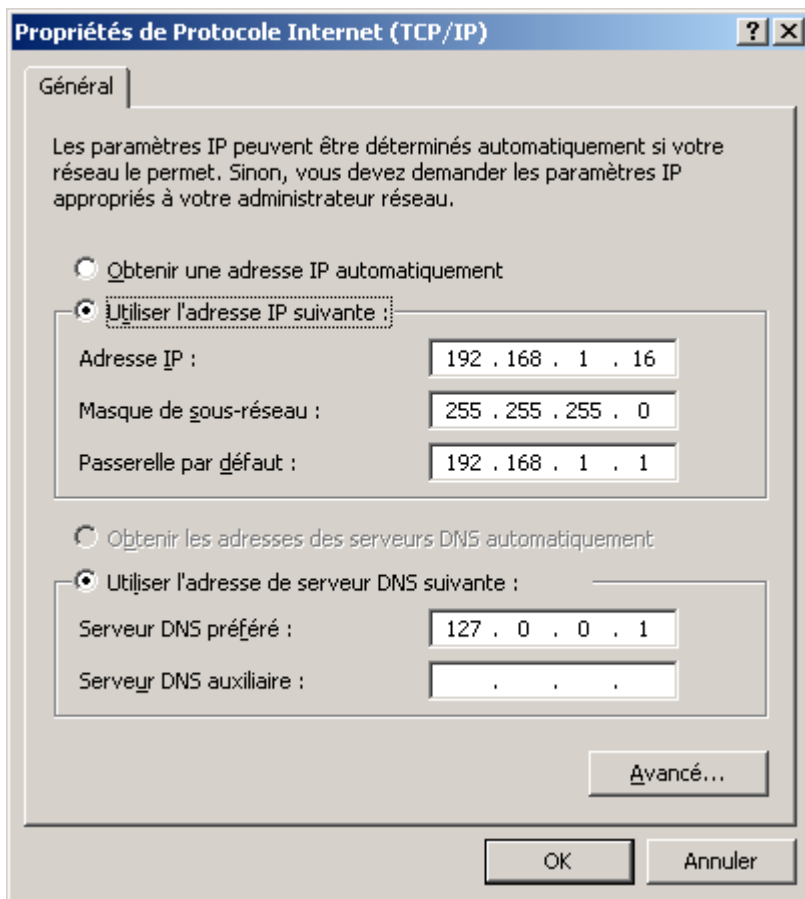 Propriétés de Protocole Internet (TCP/IP)
Général
Les paramètres IP peuvent être déterminés automatiquement si votre
réseau le permet. Sinon, vous devez demander les paramètres IP
appropriés à votre administrateur réseau.
Obtenir une adresse IP automatiquement
Utiliser l'adresse IP suivante :
Adresse IP : 192 . 168 . 1 . 16
Masque de sous-réseau : 255 . 255 . 255 . 0
Passerelle par défaut : 192 . 168 . 1 . 1
Obtenir les adresses des serveurs DNS automatiquement
Utiliser l'adresse de serveur DNS suivante :
Serveur DNS préféré : 127 . 0 . 0 . 1
Serveur DNS auxiliaire : . . .
Avancé...
OK Annuler